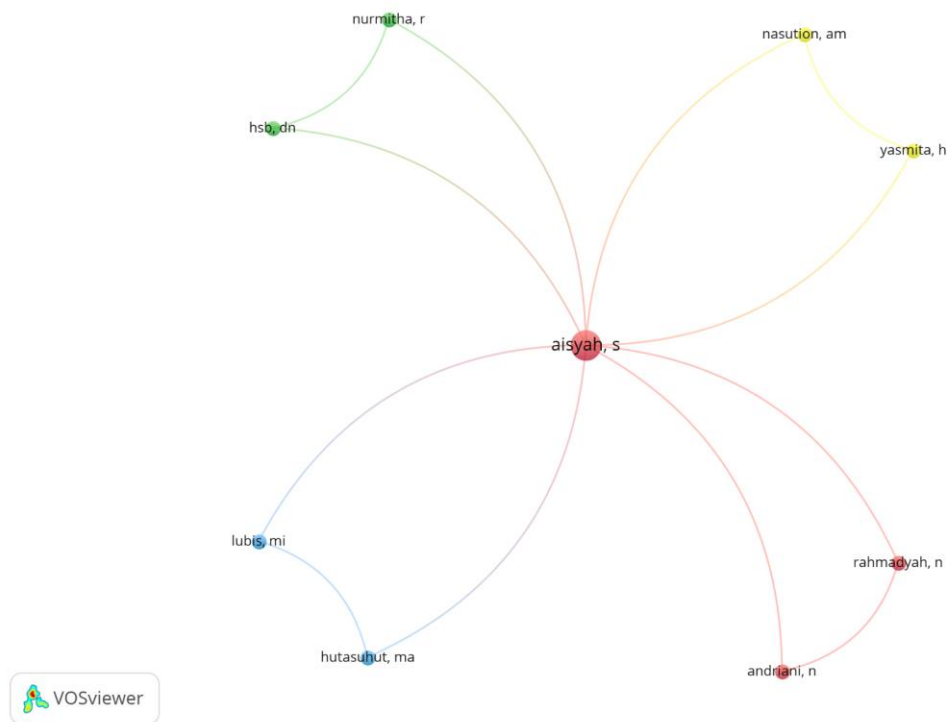 nurmitha, r
nasution, am
hsb, dn
yasmita, h
aisyah, s
lubis, mi
rahmadyah, n
hutasuhut, ma
andriani, n
VOSviewer